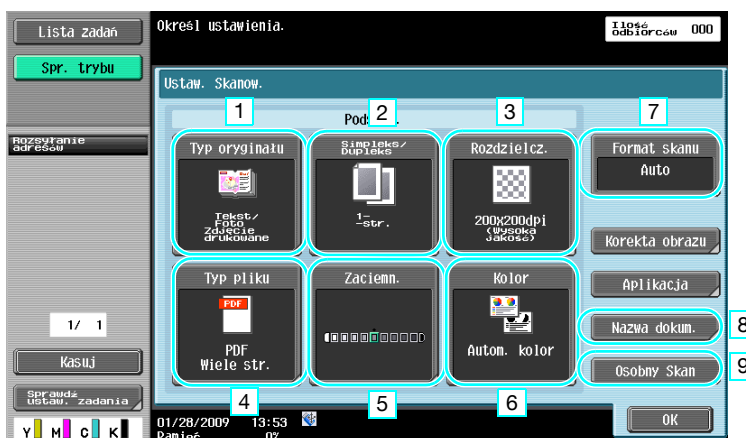 Lista zadań
Spr. trybu
Rozsyłanie
adresów
1/ 1
Kasuj
Sprawdź
ustaw. zadania
Y M C K
Określ ustawienia.
Ilość
odbiorców 000
Ustaw. Skanow.
1
2
3
7
Typ oryginału
Tekst/
Foto
Zdjęcie
drukowane
Simpleks/
Dupleks
1-
-str.
Rozdzielcz.
200X200dpi
(Wysoka
jakość)
Format skanu
Auto
Korekta obrazu
Typ pliku
PDF
PDF
Wiele str.
Zaciemn.
Kolor
Autom. kolor
Aplikacja
Nazwa dokum.
8
Osobny Skan
9
4
5
6
01/28/2009 13:53
Pamięć 0%
OK